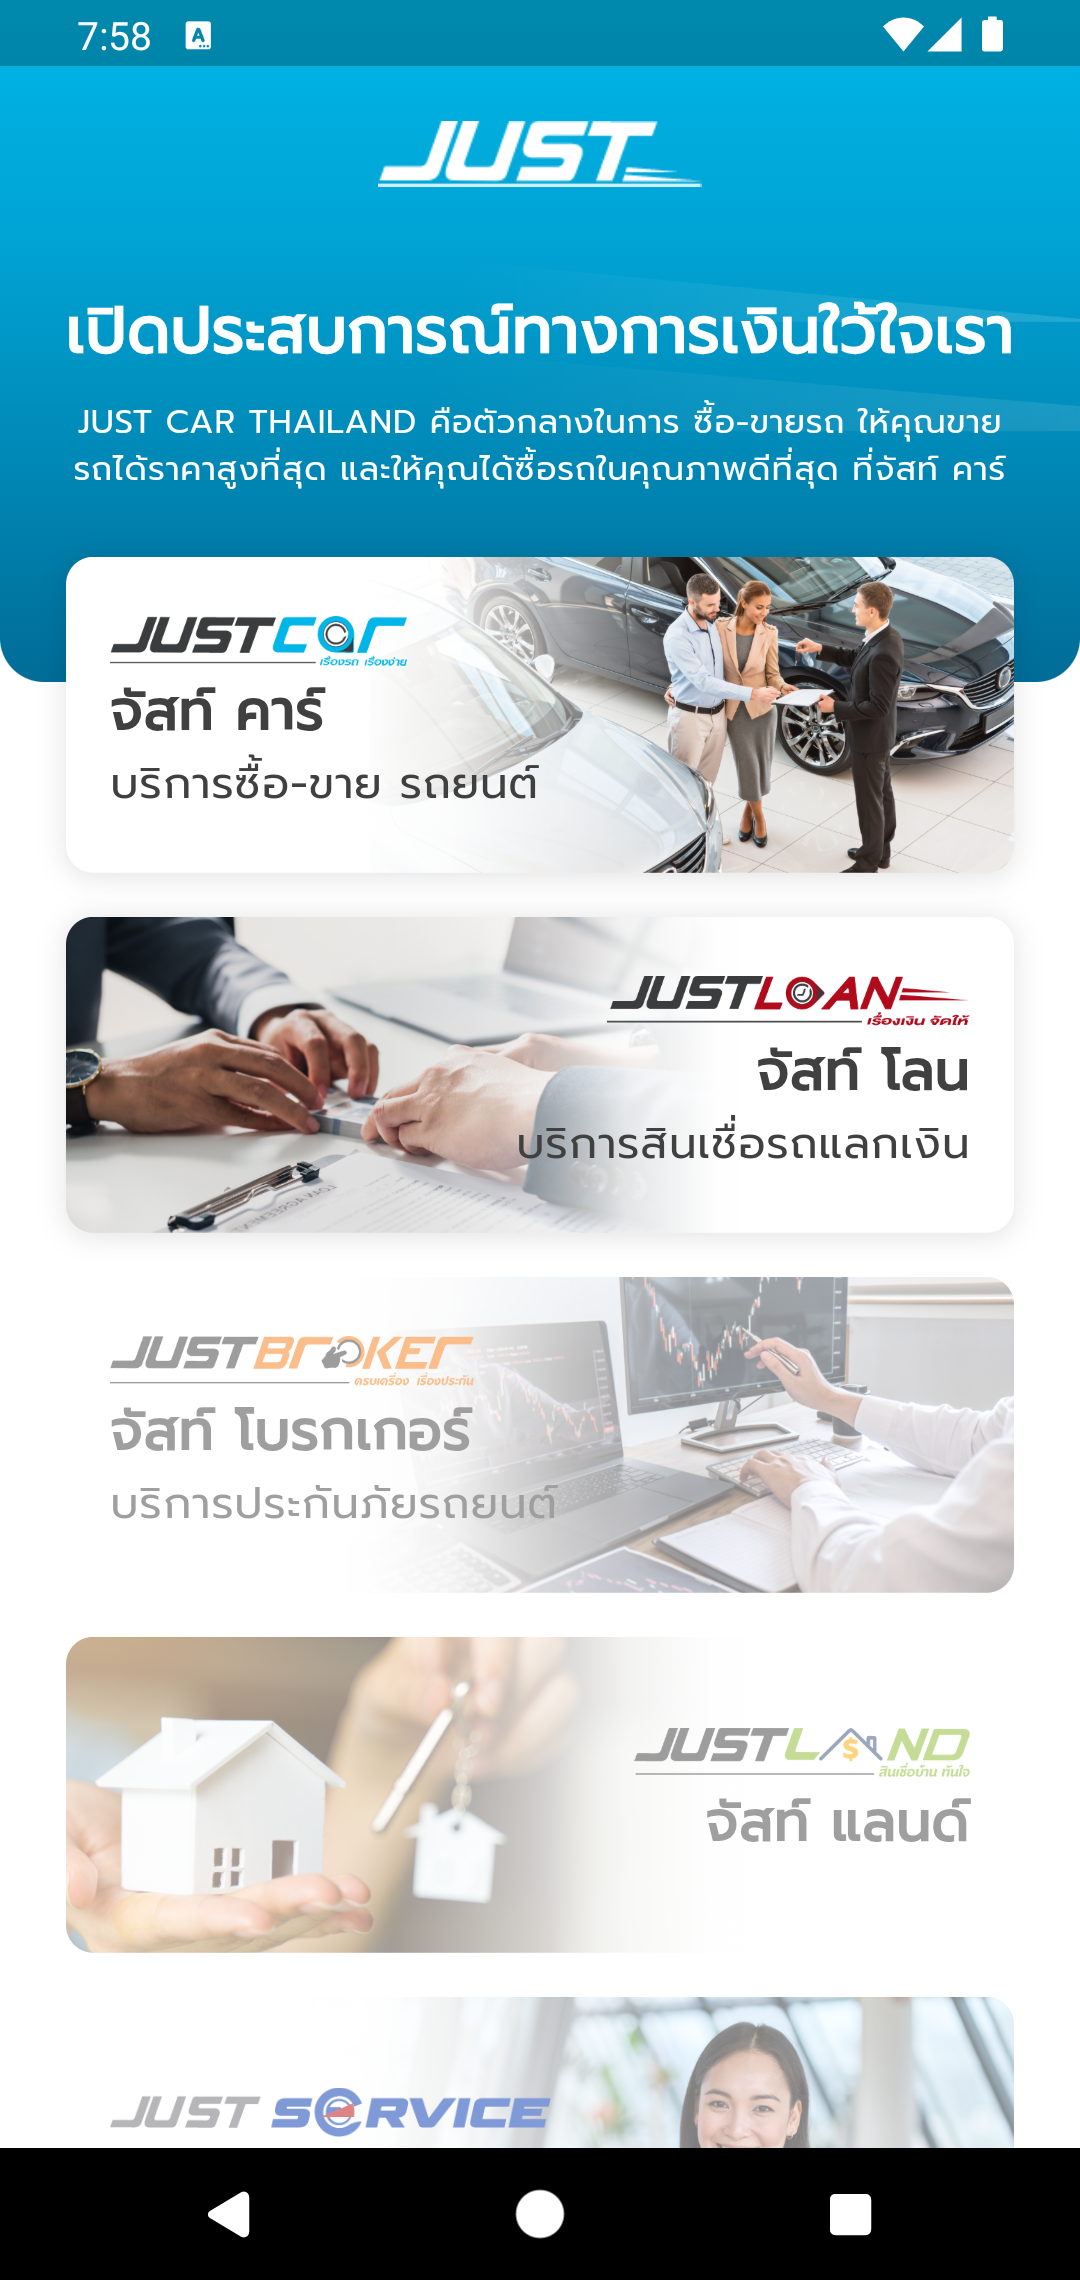 7:58
JUST
เปิดประสบการณ์ทางการเงินใว้ใจเรา
JUST CAR THAILAND คือตัวกลางในการ ซื้อ-ขายรถ ให้คุณขาย
รถได้ราคาสูงที่สุด และให้คุณได้ซื้อรถในคุณภาพดีที่สุด ที่จัสท์ คาร์
JUST CAR
เรื่องรถ เรื่องง่าย
จัสท์ คาร์
บริการซื้อ-ขาย รถยนต์
JUST LOAN
เรื่องเงิน จัดให้
จัสท์ โลน
บริการสินเชื่อรถแลกเงิน
JUST BROKER
ครบเครื่อง เรื่องประกัน
จัสท์ โบรกเกอร์
บริการประกันภัยรถยนต์
JUST LAND
สินเชื่อบ้าน ทันใจ
จัสท์ แลนด์
JUST SERVICE